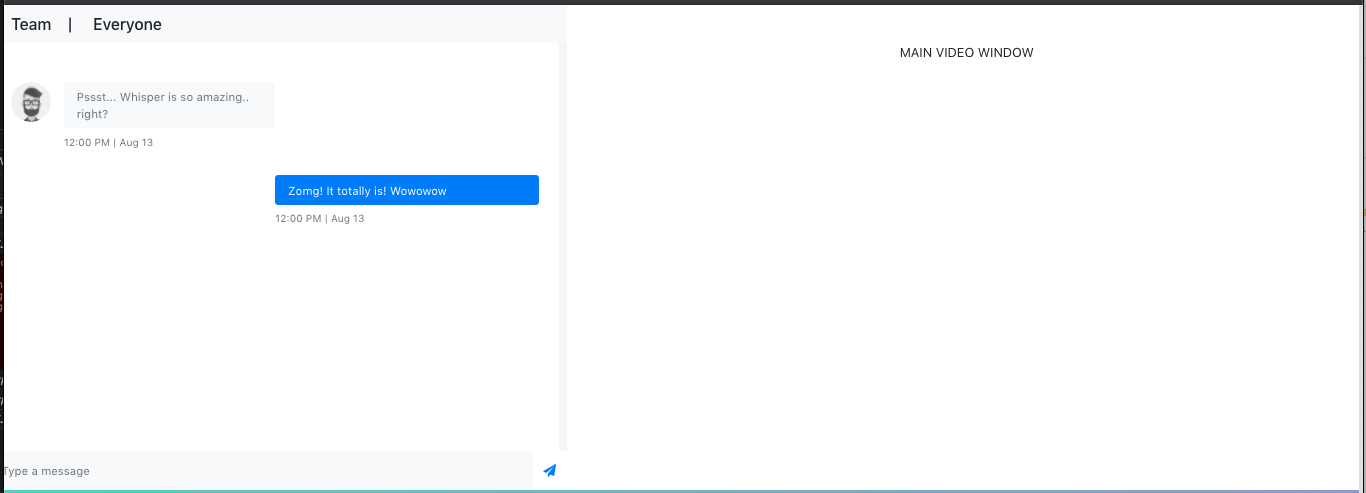 Team | Everyone
MAIN VIDEO WINDOW
Pssst... Whisper is so amazing..
right?
12:00 PM | Aug 13
Zomg! It totally is! Wowowow
12:00 PM | Aug 13
Type a message